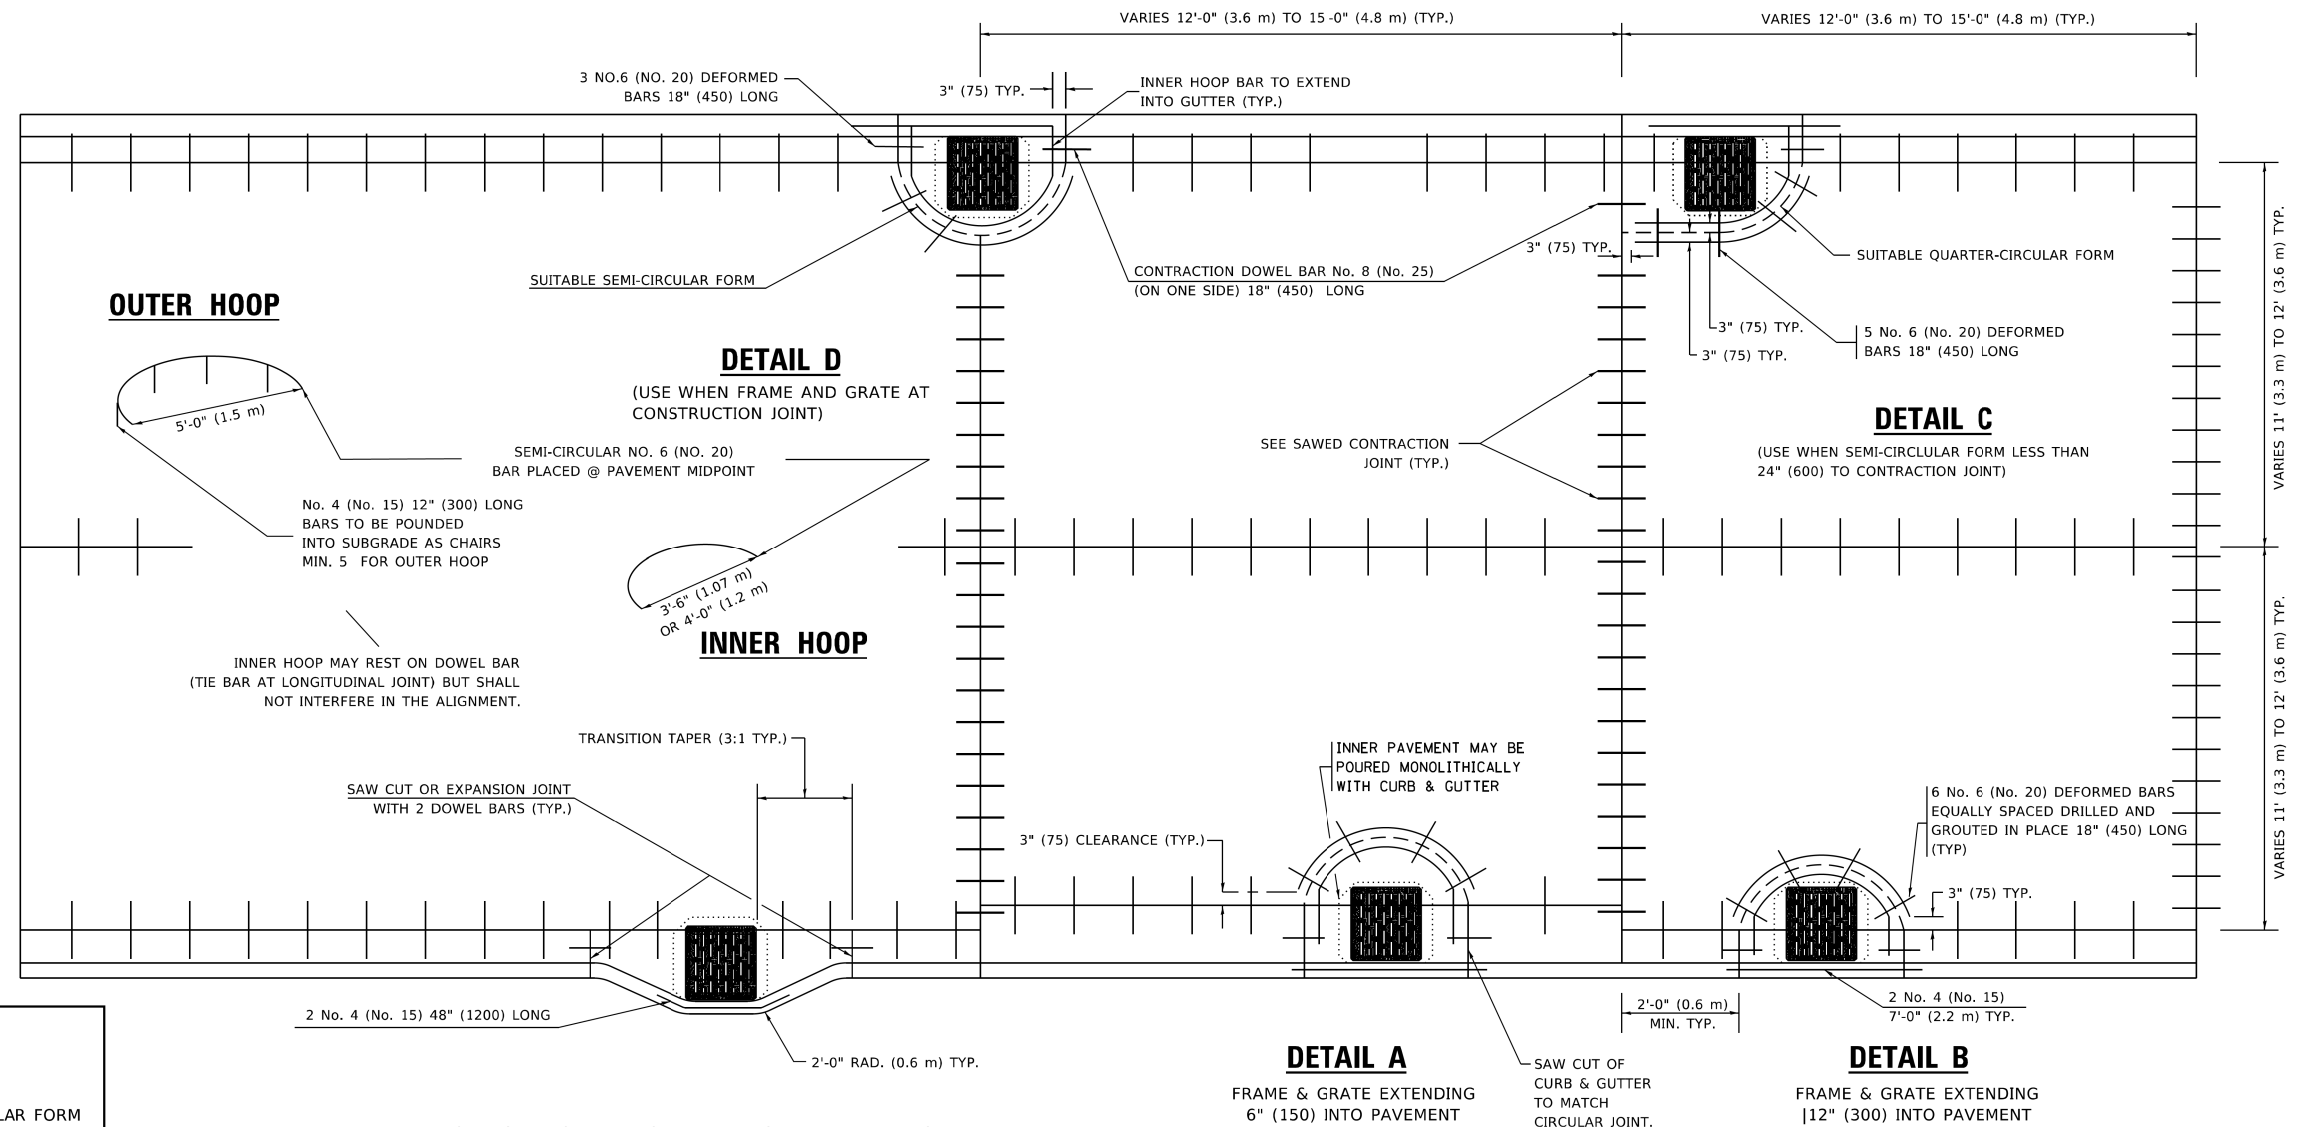 VARIES 12'-0" (3.6 m) TO 15-0" (4.8 m) (TYP.)
VARIES 12'-0" (3.6 m) TO 15'-0" (4.8 m) (TYP.)
3 NO.6 (NO. 20) DEFORMED
BARS 18" (450) LONG
3" (75) TYP.
INNER HOOP BAR TO EXTEND
INTO GUTTER (TYP.)
SUITABLE SEMI-CIRCULAR FORM
CONTRACTION DOWEL BAR No. 8 (No. 25)
(ON ONE SIDE) 18" (450) LONG
3" (75) TYP.
SUITABLE QUARTER-CIRCULAR FORM
3" (75) TYP.
3" (75) TYP.
5 No. 6 (No. 20) DEFORMED
BARS 18" (450) LONG
VARIES 11' (3.3 m) TO 12' (3.6 m) TYP.
OUTER HOOP
5'-0" (1.5 m)
DETAIL D
(USE WHEN FRAME AND GRATE AT
CONSTRUCTION JOINT)
SEMI-CIRCULAR NO. 6 (NO. 20)
BAR PLACED @ PAVEMENT MIDPOINT
SEE SAWED CONTRACTION
JOINT (TYP.)
DETAIL C
(USE WHEN SEMI-CIRCLULAR FORM LESS THAN
24" (600) TO CONTRACTION JOINT)
No. 4 (No. 15) 12" (300) LONG
BARS TO BE POUNDED
INTO SUBGRADE AS CHAIRS
MIN. 5 FOR OUTER HOOP
3'-6" (1.07 m)
OR 4'-0" (1.2 m)
INNER HOOP
INNER HOOP MAY REST ON DOWEL BAR
(TIE BAR AT LONGITUDINAL JOINT) BUT SHALL
NOT INTERFERE IN THE ALIGNMENT.
VARIES 11' (3.3 m) TO 12' (3.6 m) TYP.
TRANSITION TAPER (3:1 TYP.)
SAW CUT OR EXPANSION JOINT
WITH 2 DOWEL BARS (TYP.)
INNER PAVEMENT MAY BE
POURED MONOLITHICALLY
WITH CURB & GUTTER
3" (75) CLEARANCE (TYP.)
6 No. 6 (No. 20) DEFORMED BARS
EQUALLY SPACED DRILLED AND
GROUTED IN PLACE 18" (450) LONG
(TYP)
3" (75) TYP.
2 No. 4 (No. 15) 48" (1200) LONG
2'-0" RAD. (0.6 m) TYP.
2'-0" (0.6 m)
MIN. TYP.
2 No. 4 (No. 15)
7'-0" (2.2 m) TYP.
DETAIL A
FRAME & GRATE EXTENDING
6" (150) INTO PAVEMENT
SAW CUT OF
CURB & GUTTER
TO MATCH
CIRCULAR JOINT.
DETAIL B
FRAME & GRATE EXTENDING
12" (300) INTO PAVEMENT
LAR FORM